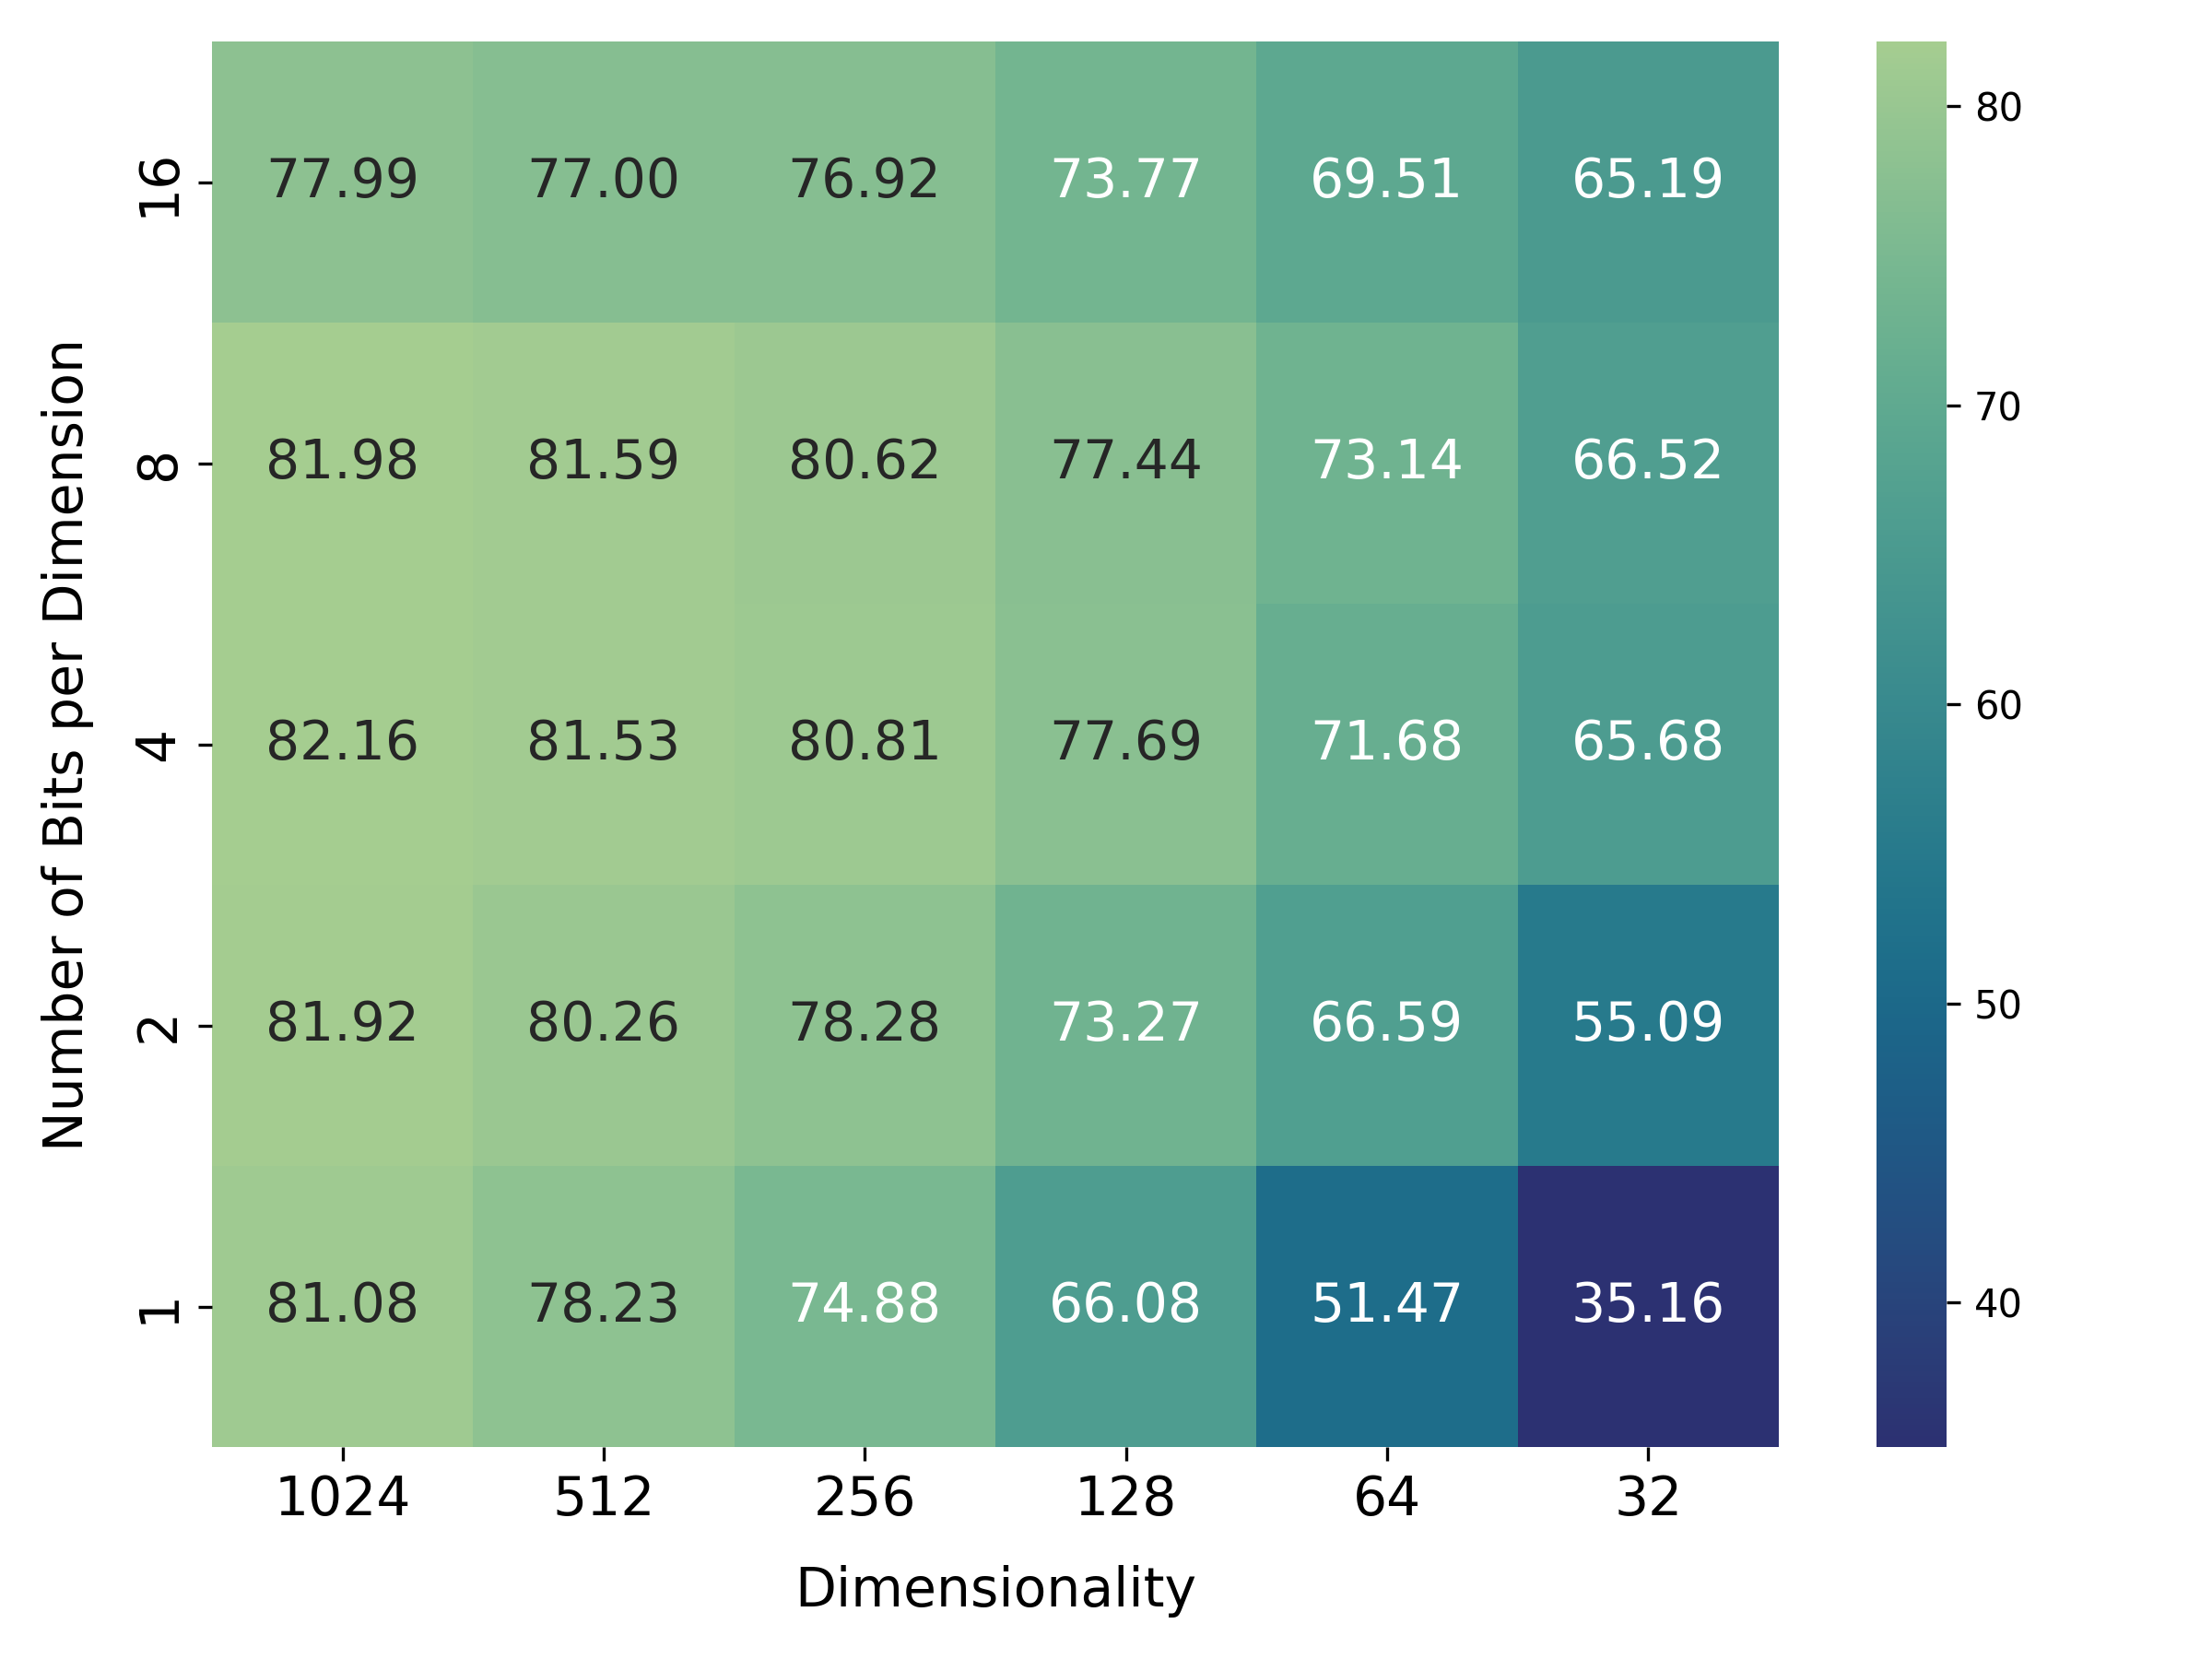 Number of Bits per Dimension
16
77.99 77.00 76.92 73.77 69.51 65.19
8
81.98 81.59 80.62 77.44 73.14 66.52
4
82.16 81.53 80.81 77.69 71.68 65.68
2
81.92 80.26 78.28 73.27 66.59 55.09
1
81.08 78.23 74.88 66.08 51.47 35.16
1024 512 256 128 64 32
Dimensionality
80
70
60
50
40